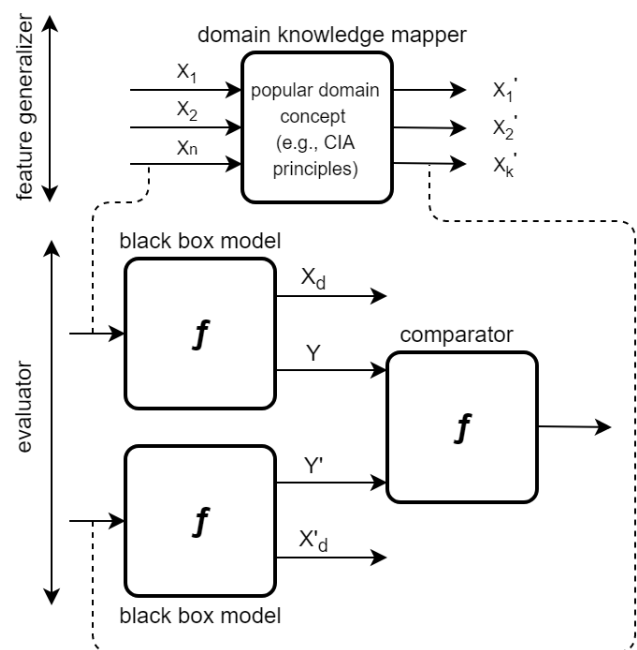 feature generalizer
domain knowledge mapper
X1
X2
Xn
popular domain
concept
(e.g., CIA
principles)
X1'
X2'
Xk'
evaluator
black box model
f
Xd
Y
comparator
f
f
Y'
X'd
black box model